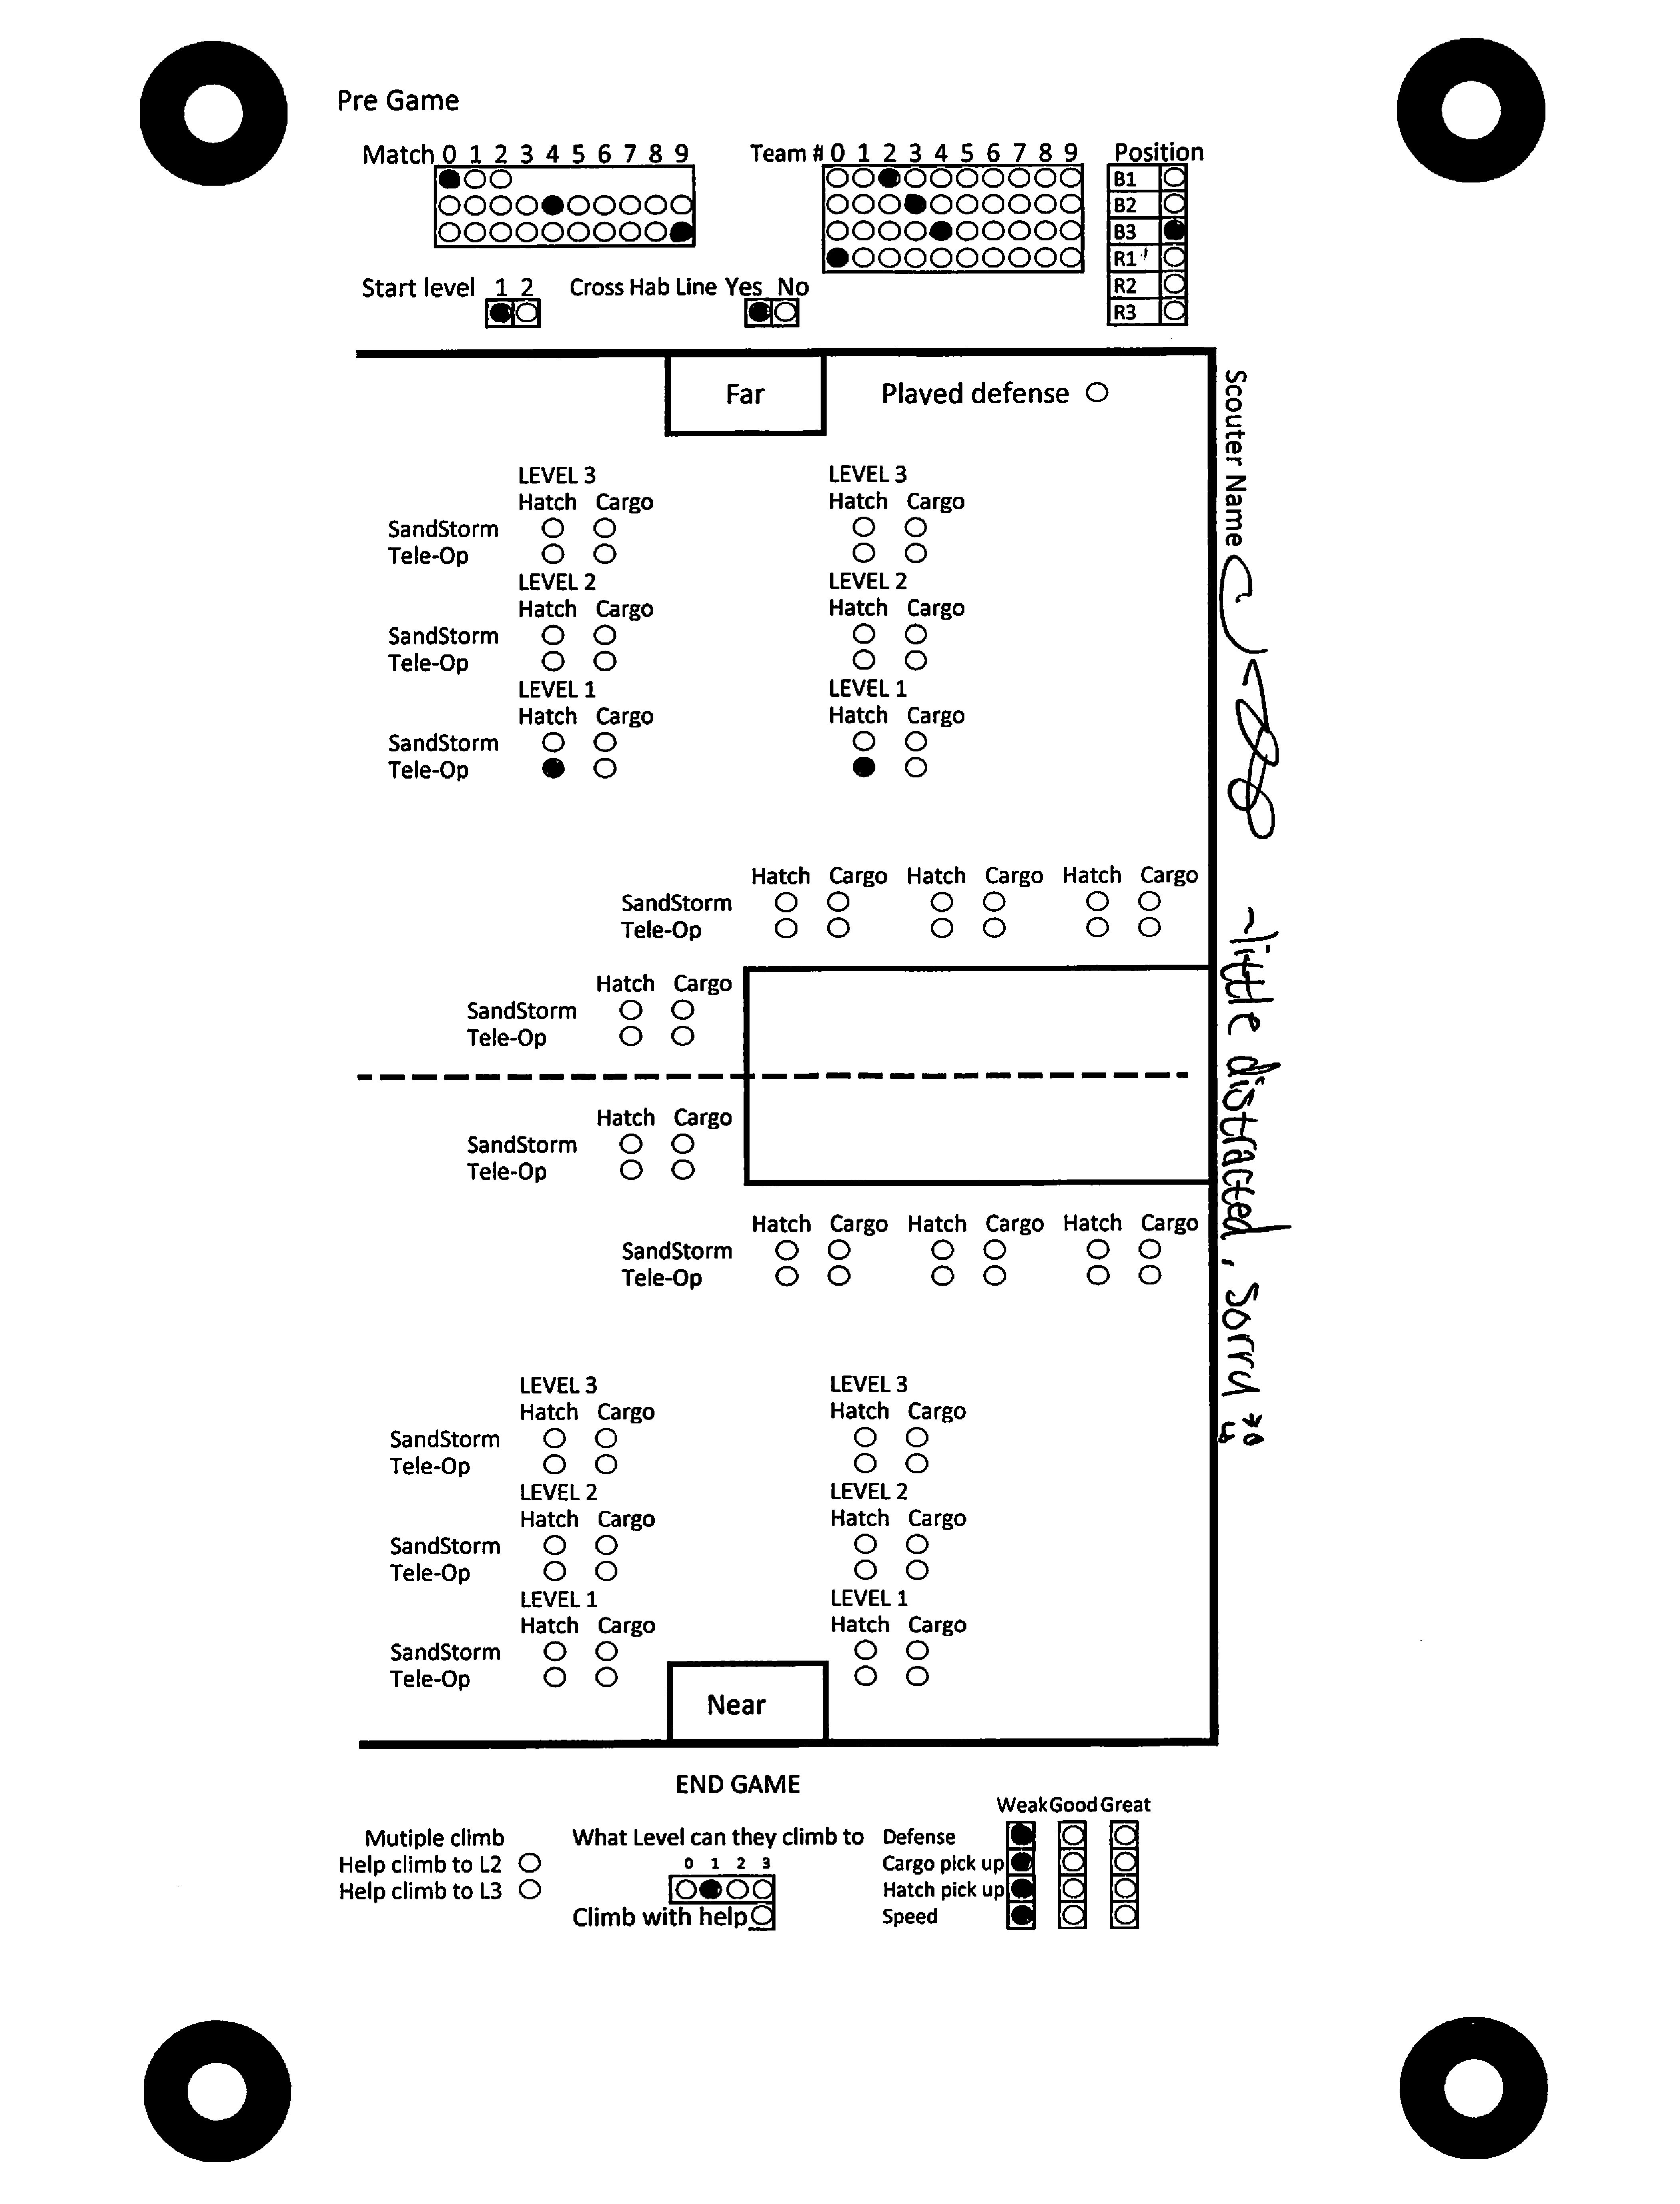 Pre Game
Match 0 1 2 3 4 5 6 7 8 9
Team # 0 1 2 3 4 5 6 7 8 9
Position
B1
B2
B3
R1
R2
R3
Start level 1 2
Cross Hab Line Yes No
Far
Played defense
Scouter Name
~little distracted, Sorry
LEVEL 3 LEVEL 3
Hatch Cargo Hatch Cargo
SandStorm
Tele-Op
LEVEL 2 LEVEL 2
Hatch Cargo Hatch Cargo
SandStorm
Tele-Op
LEVEL 1 LEVEL 1
Hatch Cargo Hatch Cargo
SandStorm
Tele-Op
Hatch Cargo Hatch Cargo Hatch Cargo
SandStorm
Tele-Op
Hatch Cargo
SandStorm
Tele-Op
Hatch Cargo
SandStorm
Tele-Op
Hatch Cargo Hatch Cargo Hatch Cargo
SandStorm
Tele-Op
LEVEL 3 LEVEL 3
Hatch Cargo Hatch Cargo
SandStorm
Tele-Op
LEVEL 2 LEVEL 2
Hatch Cargo Hatch Cargo
SandStorm
Tele-Op
LEVEL 1 LEVEL 1
Hatch Cargo Hatch Cargo
SandStorm
Tele-Op
Near
END GAME
Mutiple climb
Help climb to L2
Help climb to L3
What Level can they climb to
0 1 2 3
Climb with help
Weak Good Great
Defense
Cargo pick up
Hatch pick up
Speed